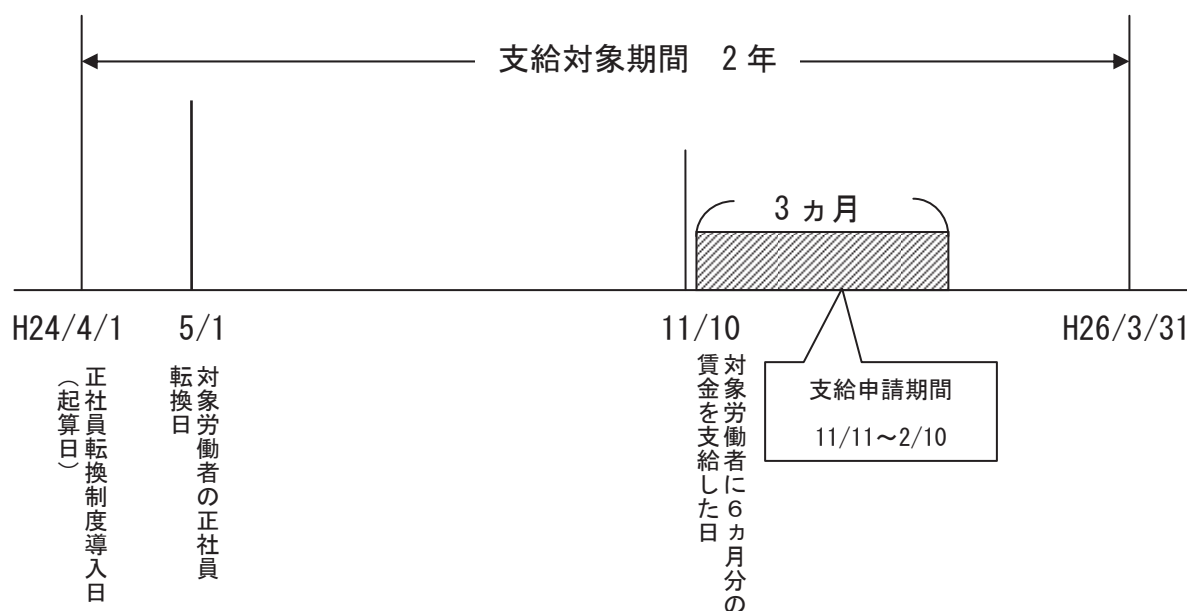 支給対象期間　2年
3ヵ月
H24/4/1
5/1
11/10
H26/3/31
正社員転換制度導入日
（起算日）
対象労働者の正社員
転換日
対象労働者に６ヵ月分の
賃金を支給した日
支給申請期間
11/11～2/10